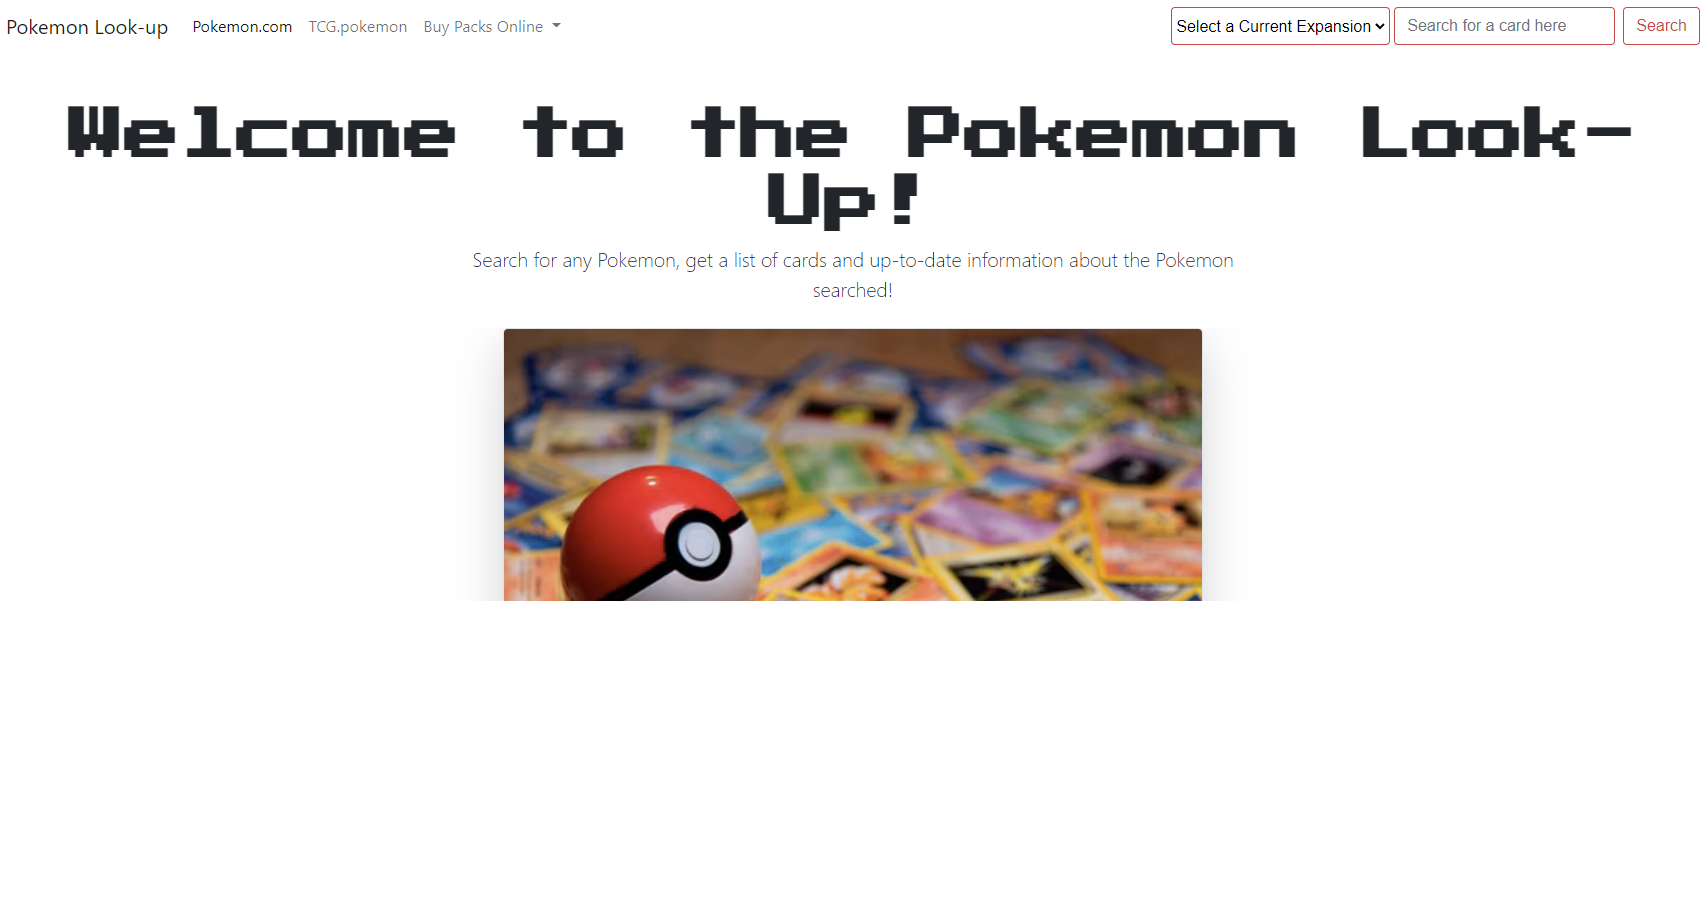 Pokemon Look-up Pokemon.com TCG.pokemon Buy Packs Online Select a Current Expansion Search for a card here Search
Welcome to the Pokemon Look-
Up!
Search for any Pokemon, get a list of cards and up-to-date information about the Pokemon
searched!